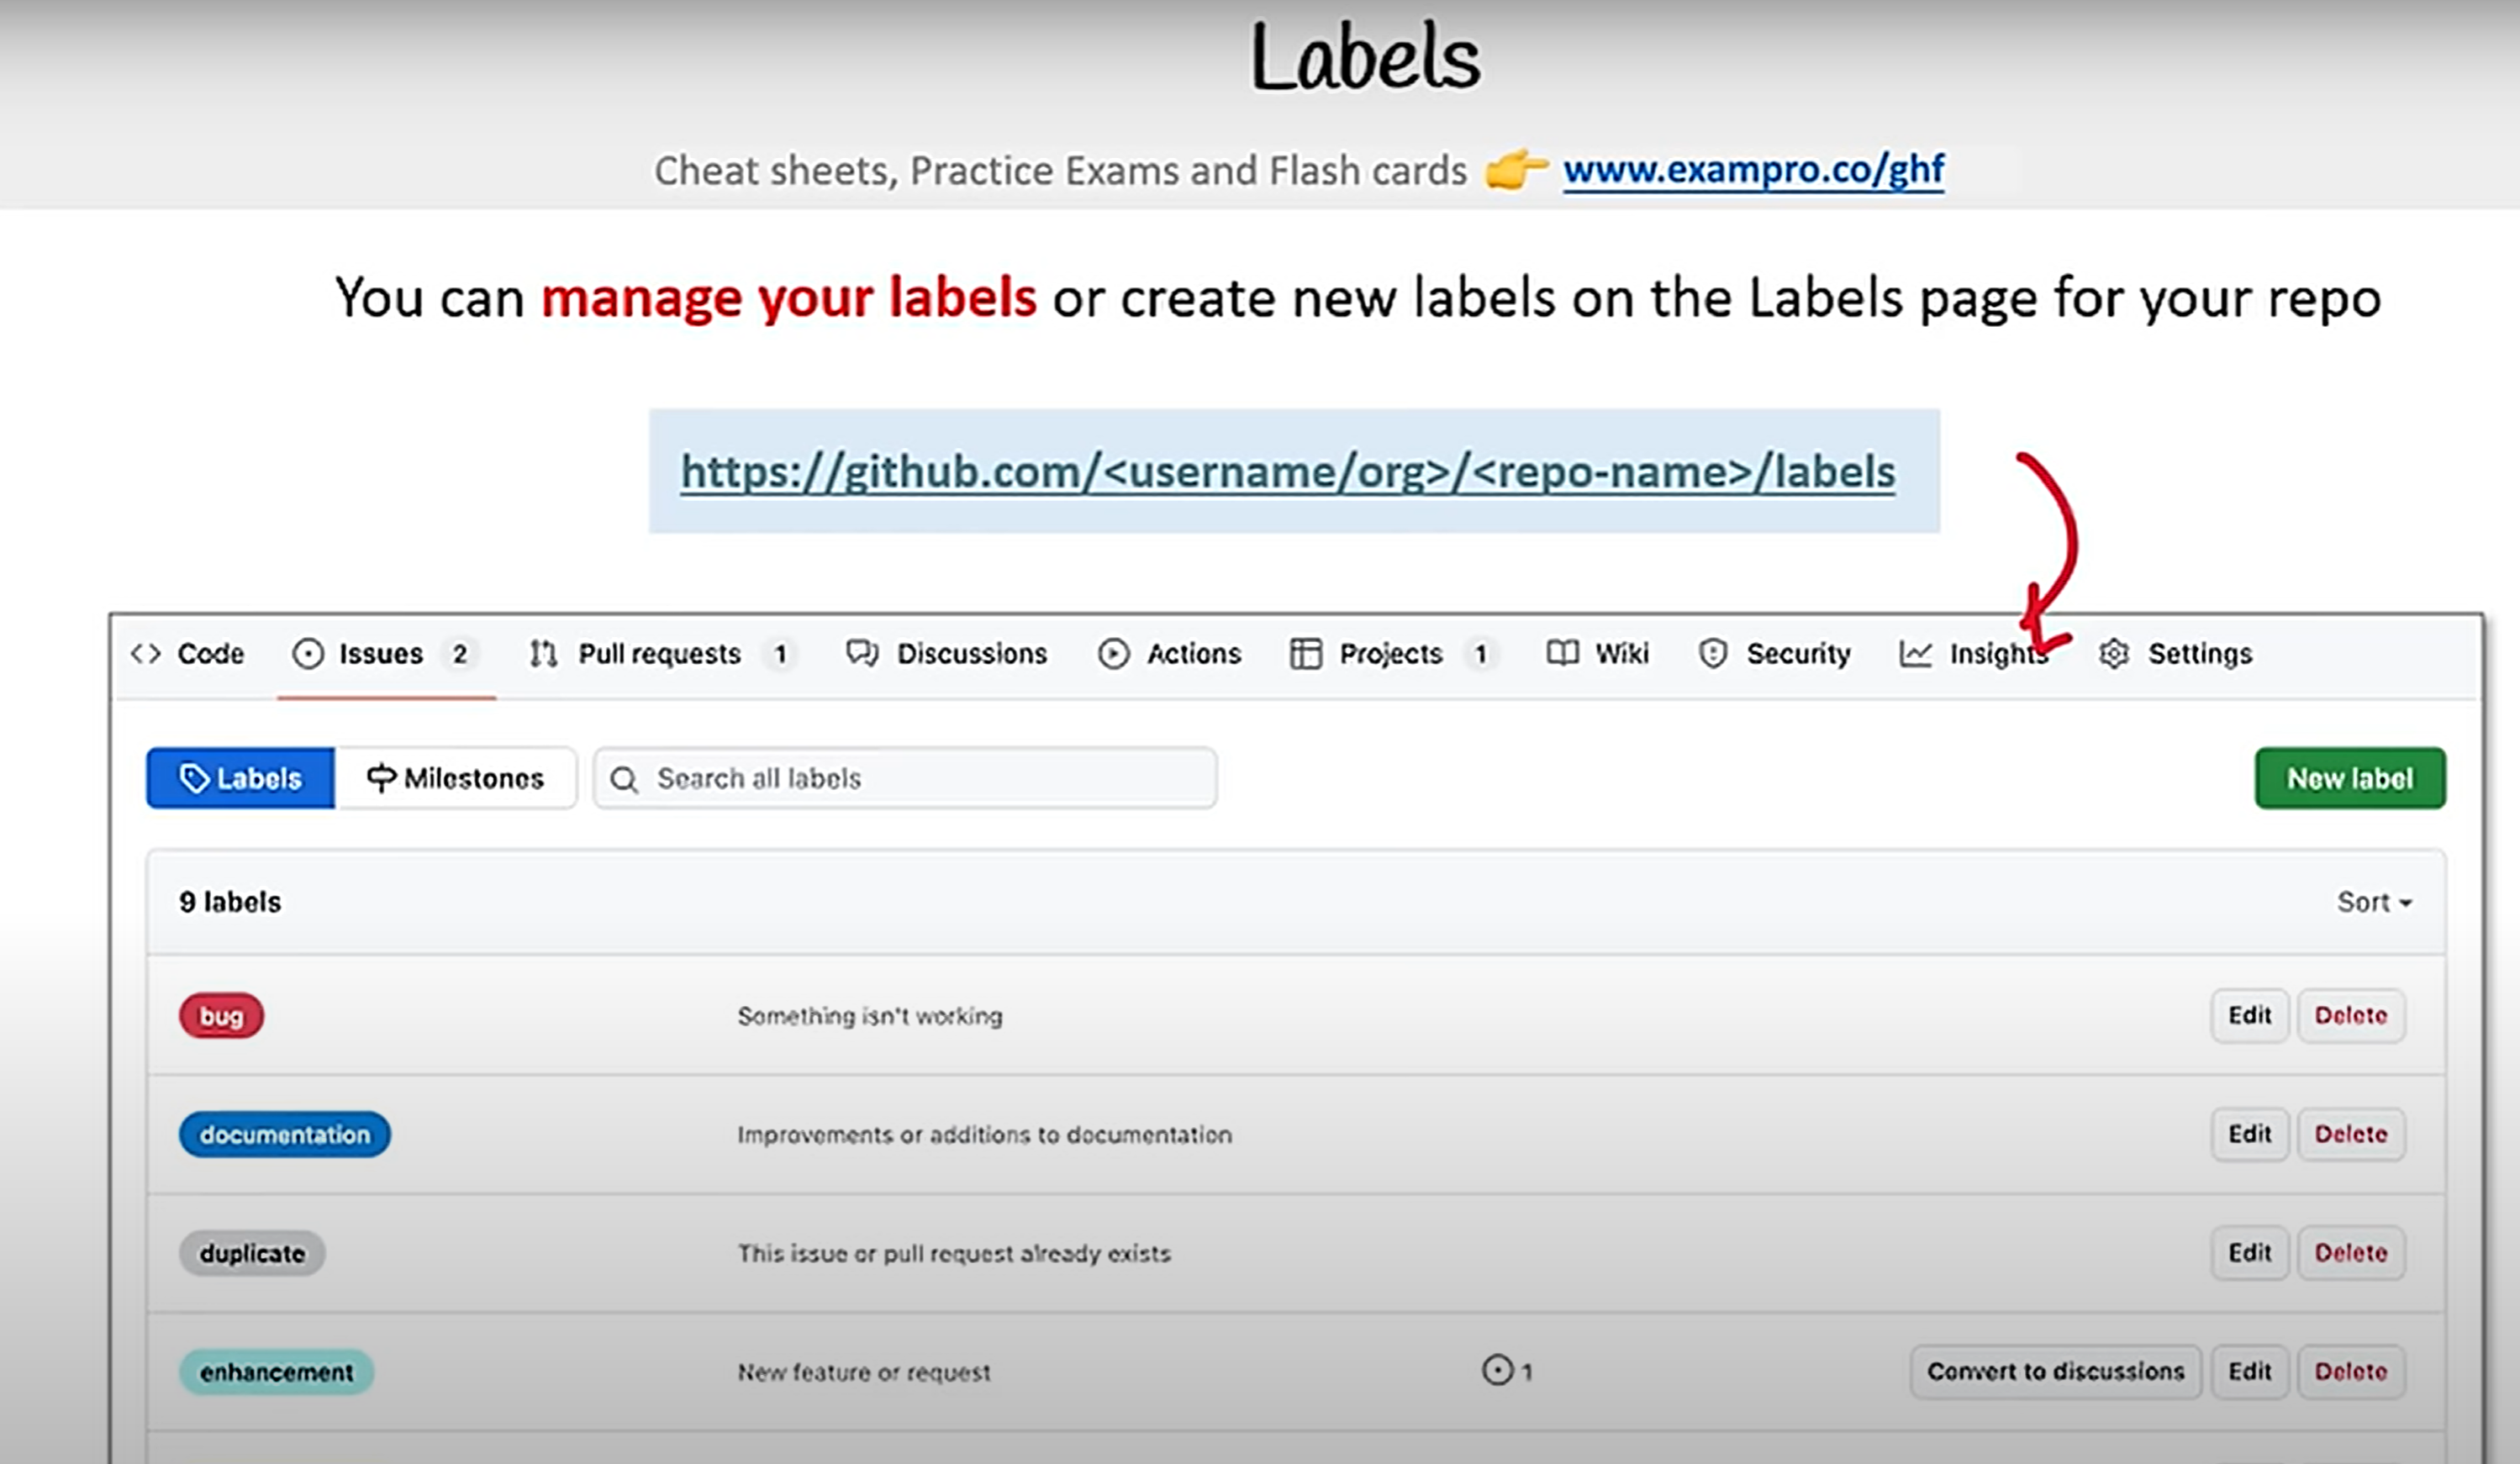 Labels
Cheat sheets, Practice Exams and Flash cards 👉 www.exampro.co/ghf
You can manage your labels or create new labels on the Labels page for your repo
https://github.com/<username/org>/<repo-name>/labels
Code Issues 2 Pull requests 1 Discussions Actions Projects 1 Wiki Security Insights Settings
Labels Milestones Search all labels New label
9 labels Sort
bug Something isn't working Edit Delete
documentation Improvements or additions to documentation Edit Delete
duplicate This issue or pull request already exists Edit Delete
enhancement New feature or request 1 Convert to discussions Edit Delete